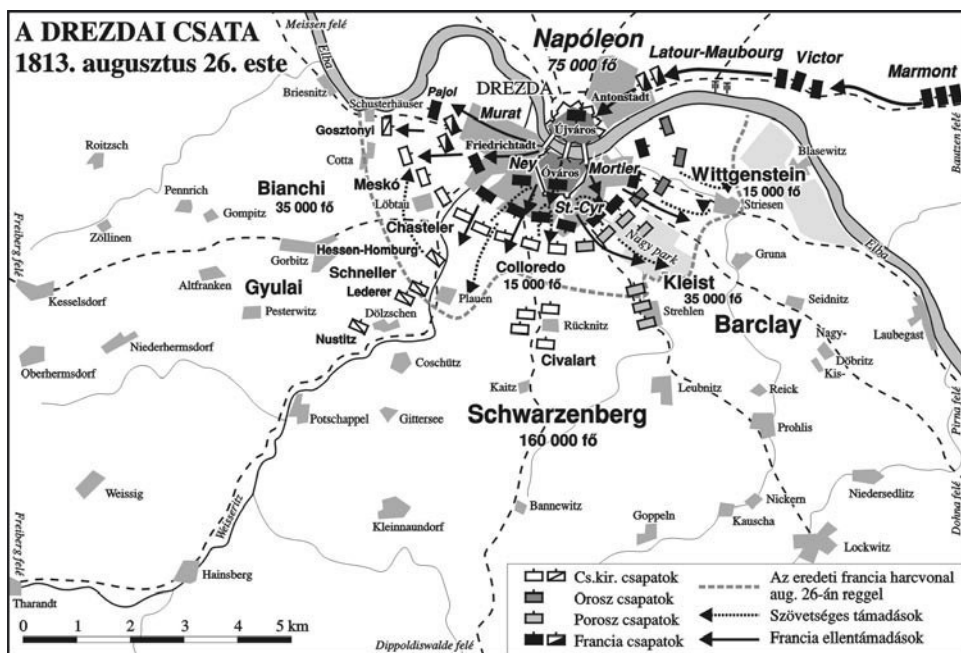 A DREZDAI CSATA
1813. augusztus 26. este
Meissen felé
Elba
Napóleon
75 000 fő
Latour-Maubourg
Victor
Marmont
Briesnitz
Schusterhäuser
Pajol
DREZDA
Antonstadt
Bautzen felé
Murat
Újváros
Gosztonyi
Friedrichtadt
Roitzsch
Cotta
Ney
Óváros
Mortier
Blasewitz
Wittgenstein
15 000 fő
Bianchi
35 000 fő
Meskó
Pennrich
Gompitz
Löbtau
St.-Cyr
Striesen
Zöllinen
Chasteler
Nagy park
Elba
Freiberg felé
Hessen-Homburg
Gorbitz
Colloredo
15 000 fő
Gruna
Schneller
Altfranken
Gyulai
Kleist
35 000 fő
Kesselsdorf
Lederer
Plauen
Seidnitz
Pesterwitz
Dölzschen
Strehlen
Barclay
Laubegast
Nustitz
Rücknitz
Nagy-
Döbritz
Kis-
Niederhermsdorf
Oberhermsdorf
Coschütz
Civalart
Kaitz
Leubnitz
Reick
Pirna felé
Potschappel
Gittersee
Schwarzenberg
160 000 fő
Prohlis
Weissig
Weisseritz
Kleinnaundorf
Bannewitz
Goppeln
Nickern
Kauscha
Niedersedlitz
Dohna felé
Lockwitz
Freiberg felé
Hainsberg
Tharandt
0 1 2 3 4 5 km
Dippoldiswalde felé
Cs.kir. csapatok
Orosz csapatok
Porosz csapatok
Francia csapatok
Az eredeti francia harcvonal
aug. 26-án reggel
Szövetséges támadások
Francia ellentámadások